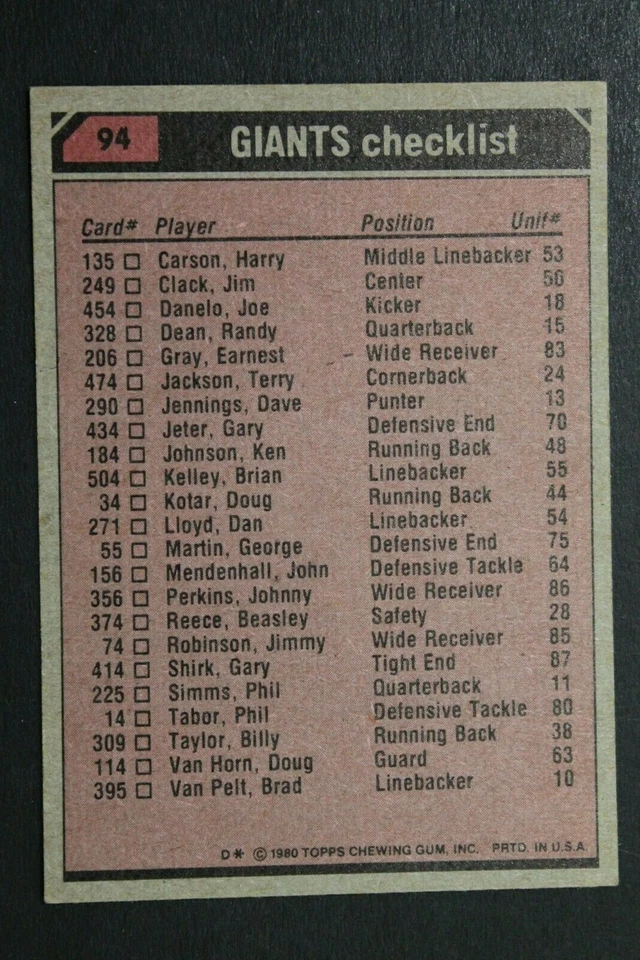 94 GIANTS checklist
Card# Player Position Unif#
135 □ Carson, Harry Middle Linebacker 53
249 □ Clack, Jim Center 56
454 □ Danelo, Joe Kicker 18
328 □ Dean, Randy Quarterback 15
206 □ Gray, Earnest Wide Receiver 83
474 □ Jackson, Terry Cornerback 24
290 □ Jennings, Dave Punter 13
434 □ Jeter, Gary Defensive End 70
184 □ Johnson, Ken Running Back 48
504 □ Kelley, Brian Linebacker 55
34 □ Kotar, Doug Running Back 44
271 □ Lloyd, Dan Linebacker 54
55 □ Martin, George Defensive End 75
156 □ Mendenhall, John Defensive Tackle 64
356 □ Perkins, Johnny Wide Receiver 86
374 □ Reece, Beasley Safety 28
74 □ Robinson, Jimmy Wide Receiver 85
414 □ Shirk, Gary Tight End 87
225 □ Simms, Phil Quarterback 11
14 □ Tabor, Phil Defensive Tackle 80
309 □ Taylor, Billy Running Back 38
114 □ Van Horn, Doug Guard 63
395 □ Van Pelt, Brad Linebacker 10
D* © 1980 TOPPS CHEWING GUM, INC. PRTD. IN U.S.A.